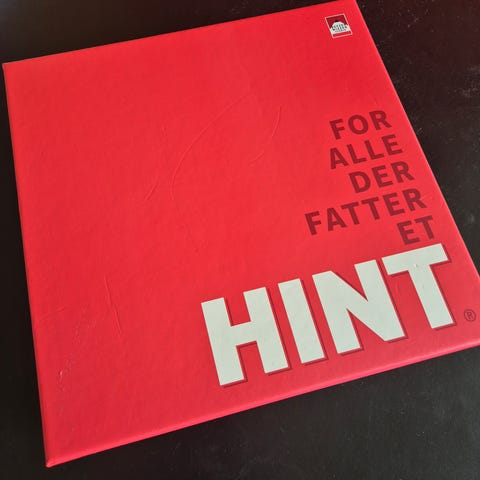 FOR
ALLE
DER
FATTER
ET
HINT®